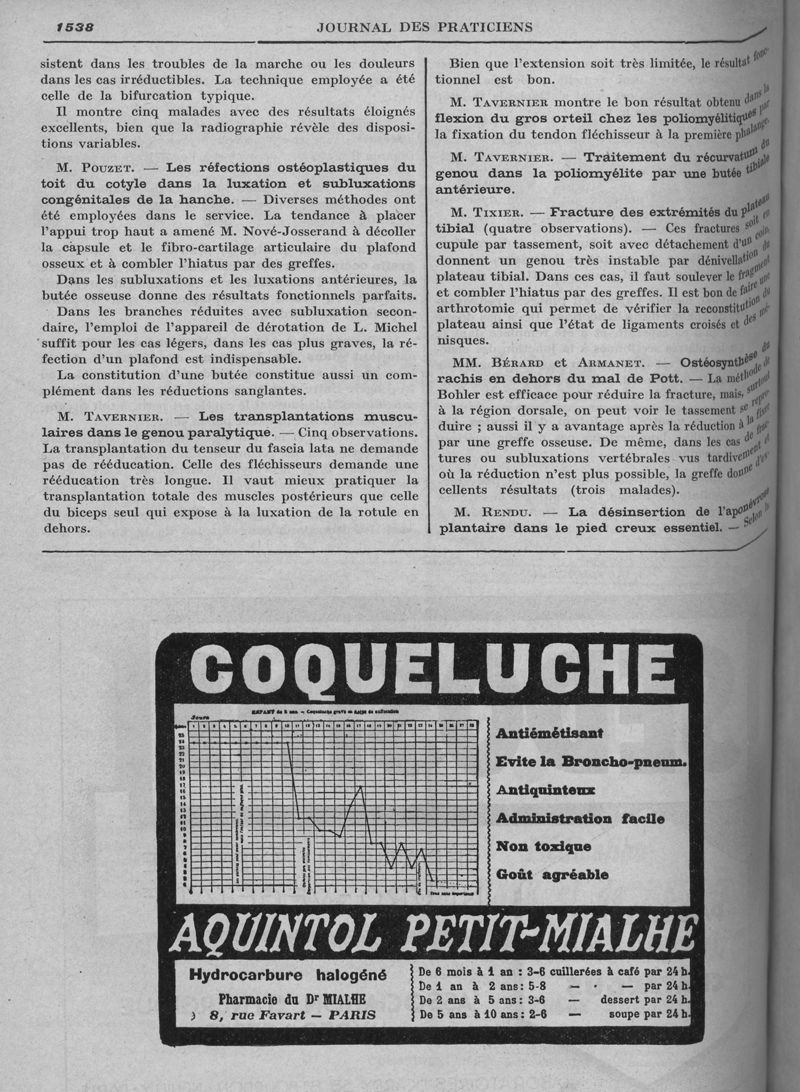 1538
JOURNAL DES PRATICIENS
sistent dans les troubles de la marche ou les douleurs
dans les cas irréductibles. La technique employée a été
celle de la bifurcation typique.
Il montre cinq malades avec des résultats éloignés
excellents, bien que la radiographie révèle des disposi-
tions variables.
M. POUZET. — Les réfections ostéoplastiques du
toit du cotyle dans la luxation et subluxations
congénitales de la hanche. — Diverses méthodes ont
été employées dans le service. La tendance à placer
l'appui trop haut a amené M. Nové-Josserand à décoller
la capsule et le fibro-cartilage articulaire du plafond
osseux et à combler l'hiatus par des greffes.
Dans les subluxations et les luxations antérieures, la
butée osseuse donne des résultats fonctionnels parfaits.
Dans les branches réduites avec subluxation secon-
daire, l'emploi de l'appareil de dérotation de L. Michel
suffit pour les cas légers, dans les cas plus graves, la ré-
fection d'un plafond est indispensable.
La constitution d'une butée constitue aussi un com-
plément dans les réductions sanglantes.
M. TAVERNIER. — Les transplantations muscu-
laires dans le genou paralytique. — Cinq observations.
La transplantation du tenseur du fascia lata ne demande
pas de rééducation. Celle des fléchisseurs demande une
rééducation très longue. Il vaut mieux pratiquer la
transplantation totale des muscles postérieurs que celle
du biceps seul qui expose à la luxation de la rotule en
dehors.
Bien que l'extension soit très limitée, le résultat fonc-
tionnel est bon.
M. TAVERNIER montre le bon résultat obtenu dans la
flexion du gros orteil chez les poliomyélitiques par
la fixation du tendon fléchisseur à la première phalange.
M. TAVERNIER. — Traitement du récurvatum du
genou dans la poliomyélite par une butée tibiale
antérieure.
M. TIXIER. — Fracture des extrémités du plateau
tibial (quatre observations). — Ces fractures soit en
cupule par tassement, soit avec détachement d'un coin,
donnent un genou très instable par dénivellation du
plateau tibial. Dans ces cas, il faut soulever le fragment
et combler l'hiatus par des greffes. Il est bon de faire une
arthrotomie qui permet de vérifier la reconstitution du
plateau ainsi que l'état de ligaments croisés et des mé-
nisques.
MM. BÉRARD et ARMANET. — Ostéosynthèse du
rachis en dehors du mal de Pott. — La méthode de
Bohler est efficace pour réduire la fracture, mais, surtout
à la région dorsale, on peut voir le tassement se repro-
duire ; aussi il y a avantage après la réduction à la fixer
par une greffe osseuse. De même, dans les cas de frac-
tures ou subluxations vertébrales vus tardivement et
où la réduction n'est plus possible, la greffe donne d'ex-
cellents résultats (trois malades).
M. RENDU. — La désinsertion de l'aponévrose
plantaire dans le pied creux essentiel. — Selon la
COQUELUCHE
ENFANT de 5 ans. — Coqueluche grave
Jours
Antiémétisant
Evite la Broncho-pneum.
Antiquinteux
Administration facile
Non toxique
Goût agréable
AQUINTOL PETIT-MIALHE
Hydrocarbure halogéné
Pharmacie du Dr MIALHE
8, rue Favart — PARIS
De 6 mois à 1 an : 3-6 cuillerées à café par 24 h.
De 1 an à 2 ans : 5-8 — — par 24 h.
De 2 ans à 5 ans : 3-6 — dessert par 24 h.
De 5 ans à 10 ans : 2-6 — soupe par 24 h.